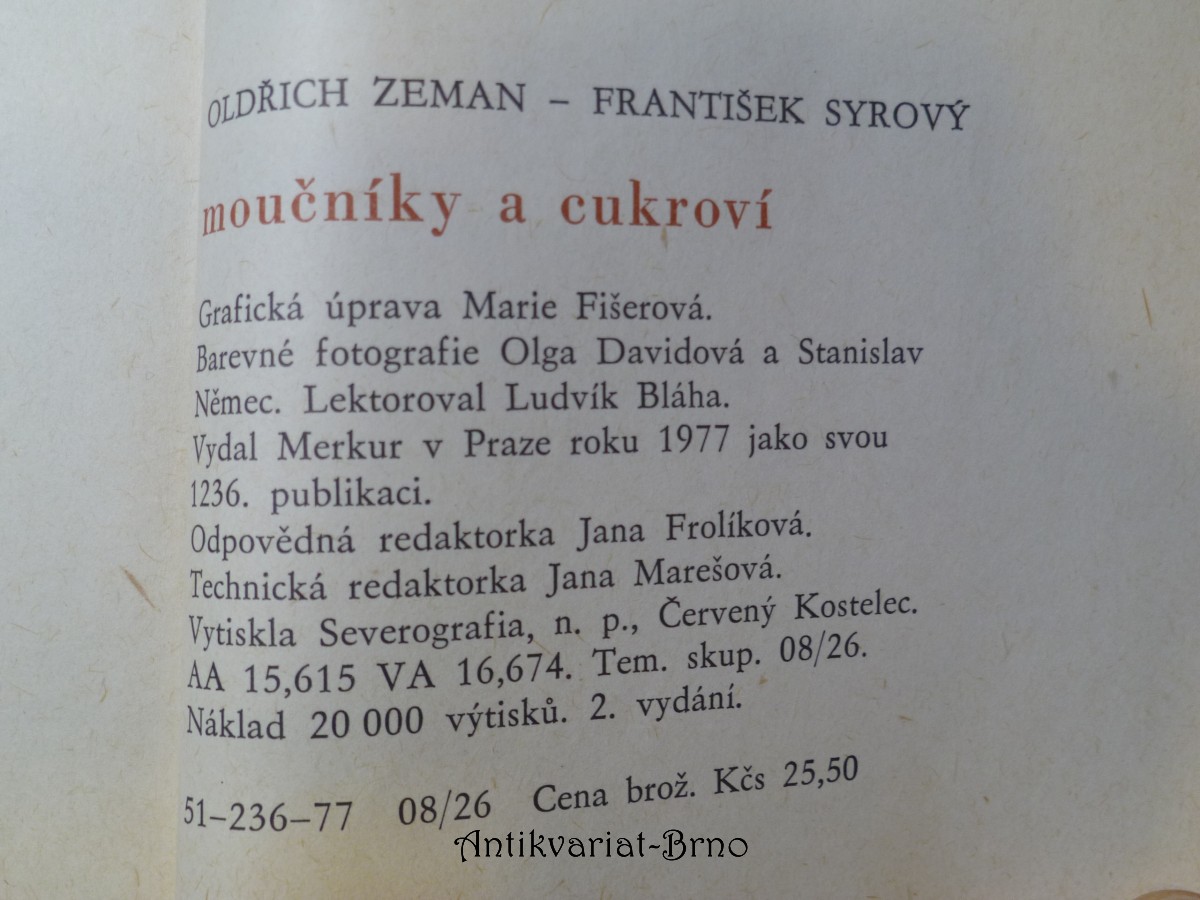 OLDŘICH ZEMAN – FRANTIŠEK SYROVÝ
moučníky a cukroví
Grafická úprava Marie Fišerová.
Barevné fotografie Olga Davidová a Stanislav
Němec. Lektoroval Ludvík Bláha.
Vydal Merkur v Praze roku 1977 jako svou
1236. publikaci.
Odpovědná redaktorka Jana Frolíková.
Technická redaktorka Jana Marešová.
Vytiskla Severografia, n. p., Červený Kostelec.
AA 15,615 VA 16,674. Tem. skup. 08/26.
Náklad 20 000 výtisků. 2. vydání.
51–236–77 08/26 Cena brož. Kčs 25,50
Antikvariat-Brno